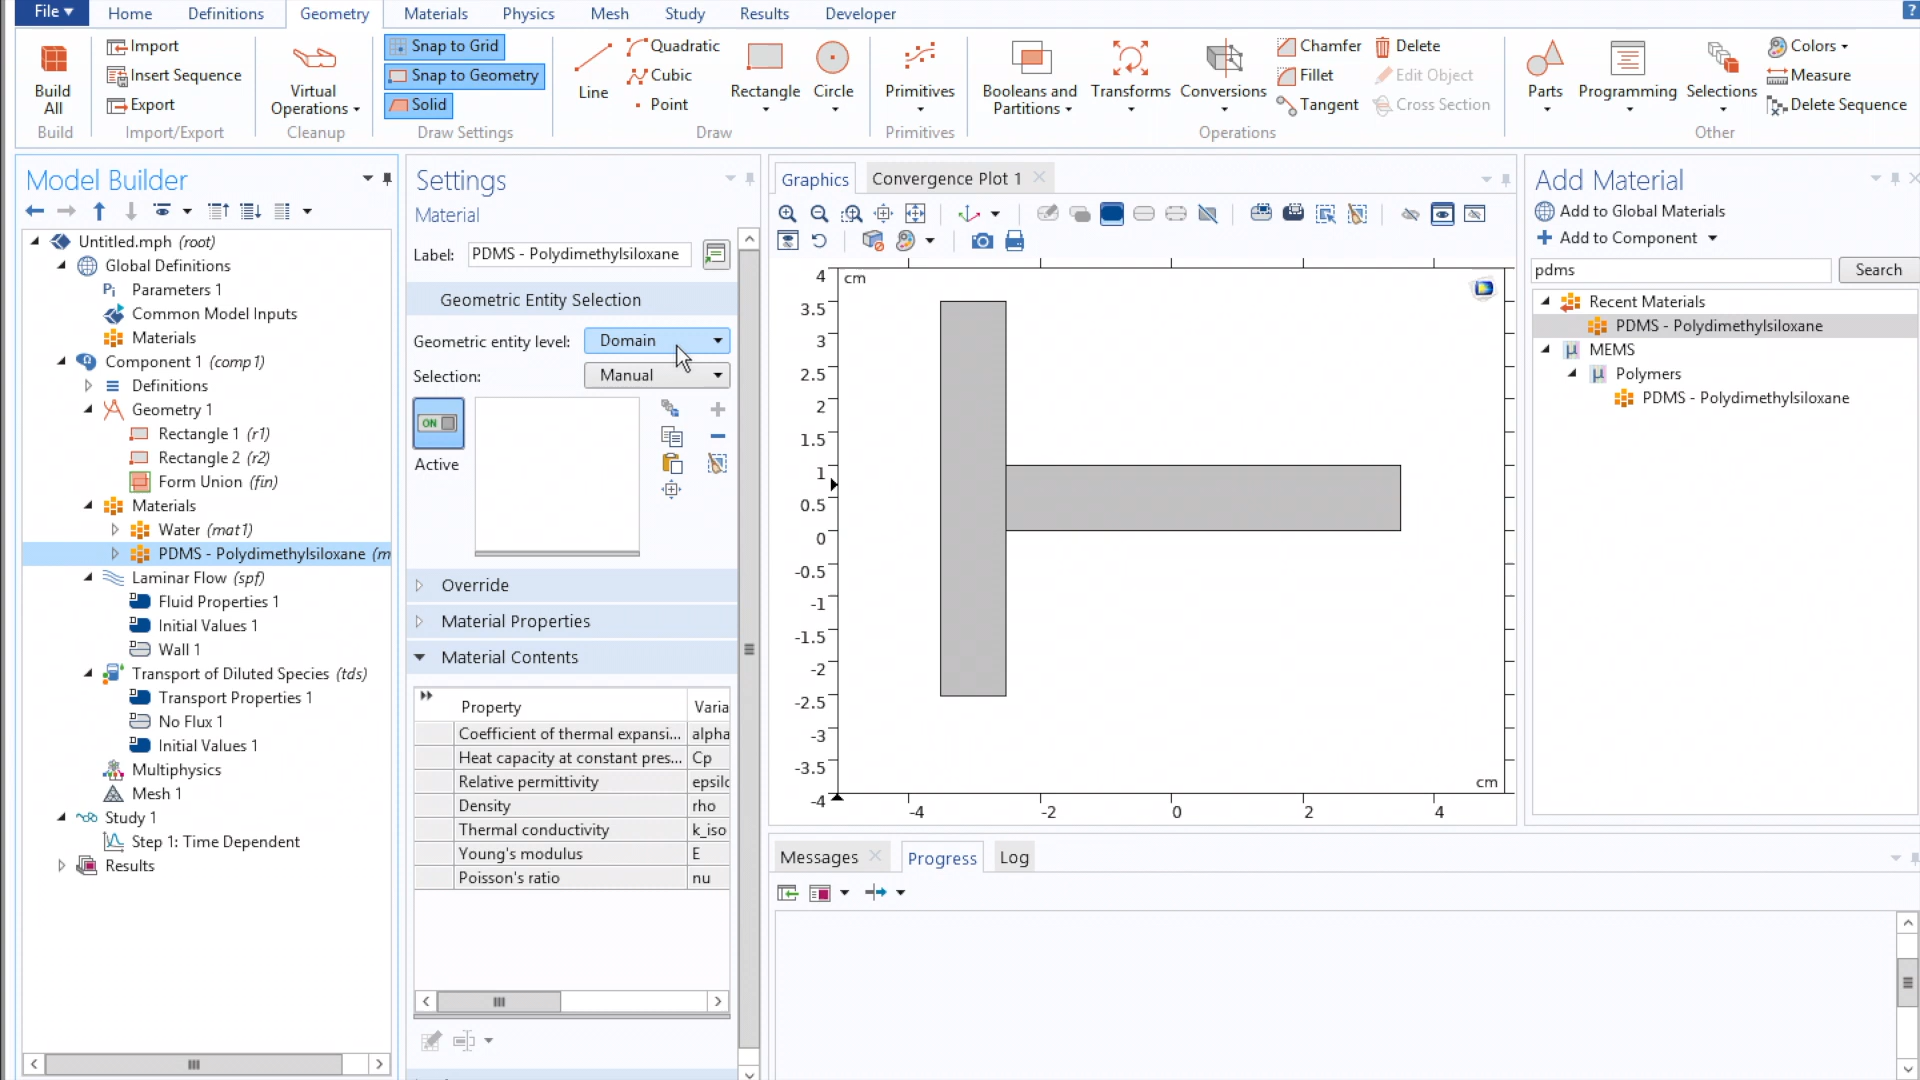 File
Home
Definitions
Geometry
Materials
Physics
Mesh
Study
Results
Developer
?
Build All
Build
Import
Insert Sequence
Export
Import/Export
Virtual Operations
Cleanup
Snap to Grid
Snap to Geometry
Solid
Draw Settings
Line
Quadratic
Cubic
Point
Rectangle
Circle
Draw
Primitives
Primitives
Booleans and Partitions
Transforms
Conversions
Chamfer
Fillet
Tangent
Delete
Edit Object
Cross Section
Operations
Parts
Programming
Selections
Colors
Measure
Delete Sequence
Other
Model Builder
Untitled.mph (root)
Global Definitions
Pi Parameters 1
Common Model Inputs
Materials
Component 1 (comp1)
Definitions
Geometry 1
Rectangle 1 (r1)
Rectangle 2 (r2)
Form Union (fin)
Materials
Water (mat1)
PDMS - Polydimethylsiloxane (m
Laminar Flow (spf)
Fluid Properties 1
Initial Values 1
Wall 1
Transport of Diluted Species (tds)
Transport Properties 1
No Flux 1
Initial Values 1
Multiphysics
Mesh 1
Study 1
Step 1: Time Dependent
Results
Settings
Material
Label: PDMS - Polydimethylsiloxane
Geometric Entity Selection
Geometric entity level: Domain
Selection: Manual
ON
Active
Override
Material Properties
Material Contents
Property Varia
Coefficient of thermal expansi... alpha
Heat capacity at constant pres... Cp
Relative permittivity epsilo
Density rho
Thermal conductivity k_iso
Young's modulus E
Poisson's ratio nu
Graphics
Convergence Plot 1
cm
4
3.5
3
2.5
2
1.5
1
0.5
0
-0.5
-1
-1.5
-2
-2.5
-3
-3.5
-4
cm
-4 -2 0 2 4
Messages
Progress
Log
Add Material
Add to Global Materials
Add to Component
pdms Search
Recent Materials
PDMS - Polydimethylsiloxane
μ MEMS
μ Polymers
PDMS - Polydimethylsiloxane